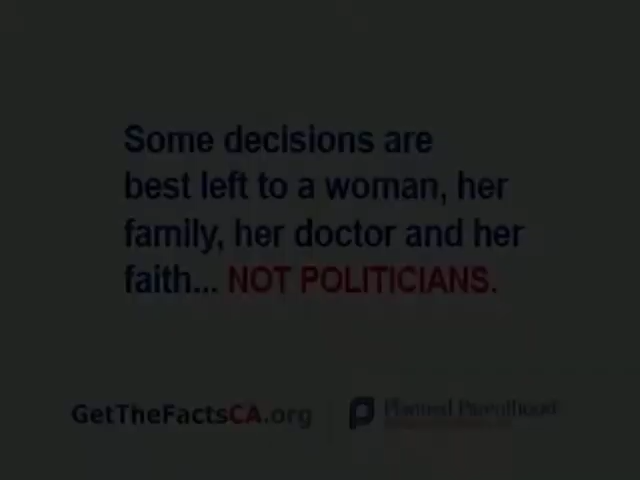 Some decisions are
best left to a woman, her
family, her doctor and her
faith... NOT POLITICIANS.
GetTheFactsCA.org
Planned Parenthood